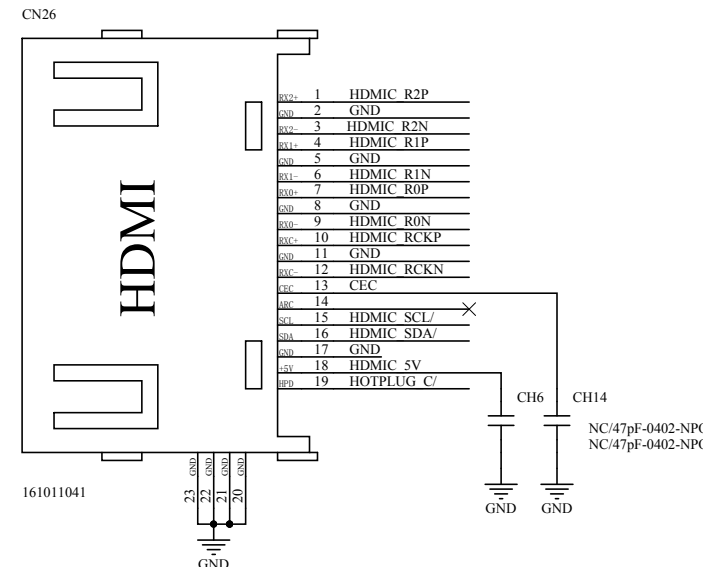 CN26
HDMI
RX2+ 1 HDMIC_R2P
GND 2 GND
RX2- 3 HDMIC_R2N
RX1+ 4 HDMIC_R1P
GND 5 GND
RX1- 6 HDMIC_R1N
RX0+ 7 HDMIC_R0P
GND 8 GND
RX0- 9 HDMIC_R0N
RXC+ 10 HDMIC_RCKP
GND 11 GND
RXC- 12 HDMIC_RCKN
CEC 13 CEC
ARC 14
SCL 15 HDMIC_SCL/
SDA 16 HDMIC_SDA/
GND 17 GND
+5V 18 HDMIC_5V
HPD 19 HOTPLUG_C/
CH6 CH14
NC/47pF-0402-NPO
NC/47pF-0402-NPO
GND GND
161011041
23 GND
22 GND
21 GND
20 GND
GND